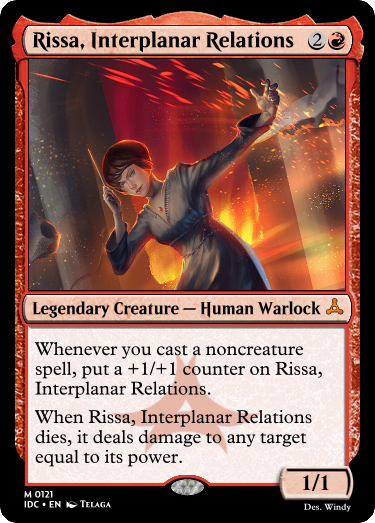 Rissa, Interplanar Relations 2
Legendary Creature — Human Warlock
Whenever you cast a noncreature
spell, put a +1/+1 counter on Rissa,
Interplanar Relations.
When Rissa, Interplanar Relations
dies, it deals damage to any target
equal to its power.
1/1
M 0121
IDC • EN Telaga
Des. Windy